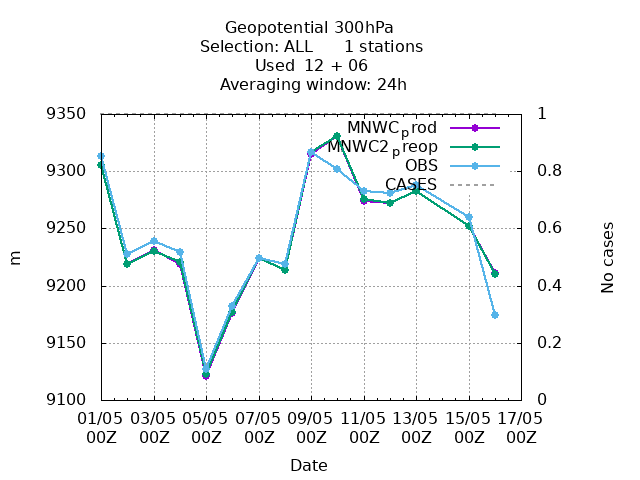 Geopotential 300hPa
Selection: ALL 1 stations
Used 12 + 06
Averaging window: 24h
9350
9300
9250
9200
9150
9100
m
1
0.8
0.6
0.4
0.2
0
No cases
MNWCprod
MNWC2preop
OBS
CASES
01/05 03/05 05/05 07/05 09/05 11/05 13/05 15/05 17/05
00Z 00Z 00Z 00Z 00Z 00Z 00Z 00Z 00Z
Date